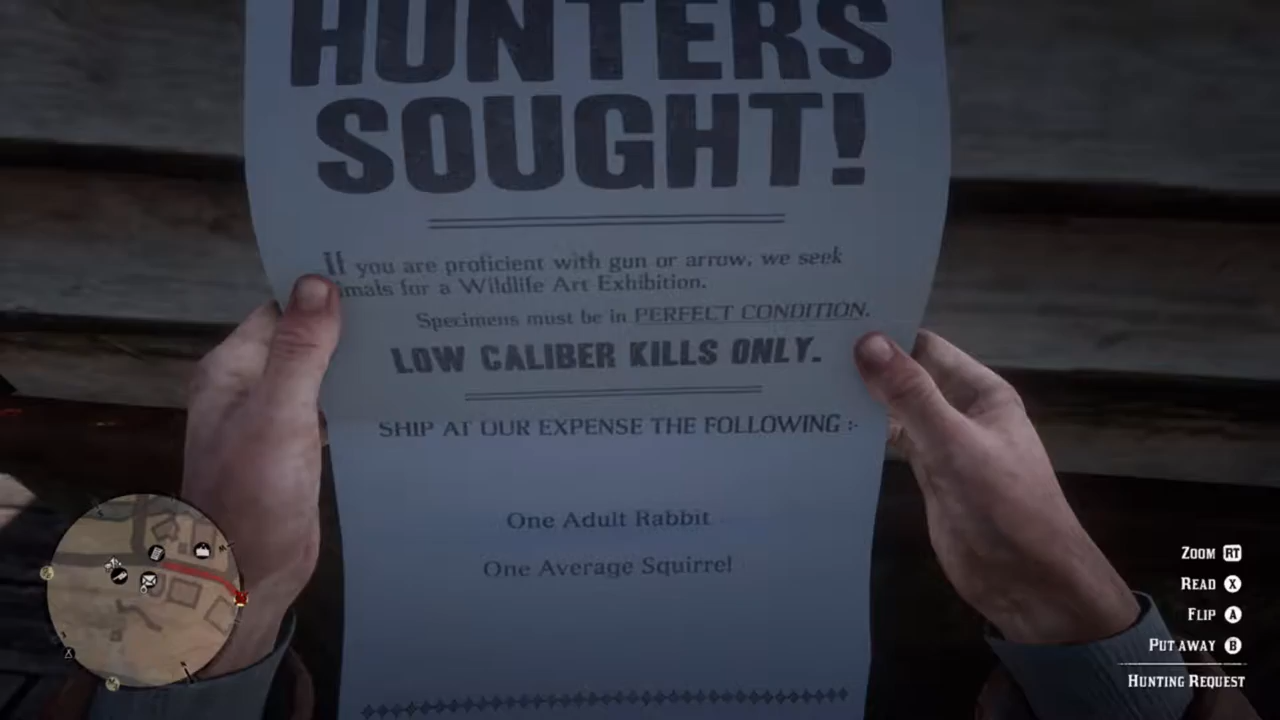 HUNTERS
SOUGHT!
If you are proficient with gun or arrow, we seek
imals for a Wildlife Art Exhibition.
Specimens must be in PERFECT CONDITION.
LOW CALIBER KILLS ONLY.
SHIP AT OUR EXPENSE THE FOLLOWING :-
One Adult Rabbit
One Average Squirrel
ZOOM RT
READ X
FLIP A
PUT AWAY B
HUNTING REQUEST